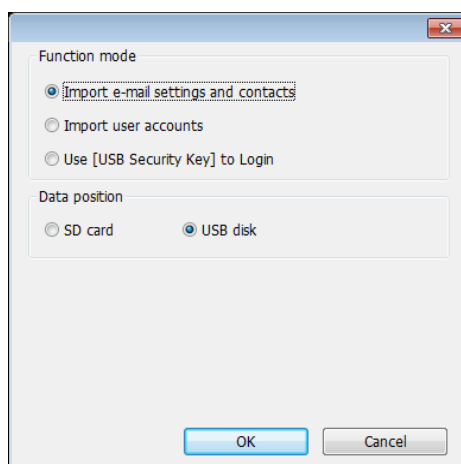 Function mode
Import e-mail settings and contacts
Import user accounts
Use [USB Security Key] to Login
Data position
SD card USB disk
OK Cancel